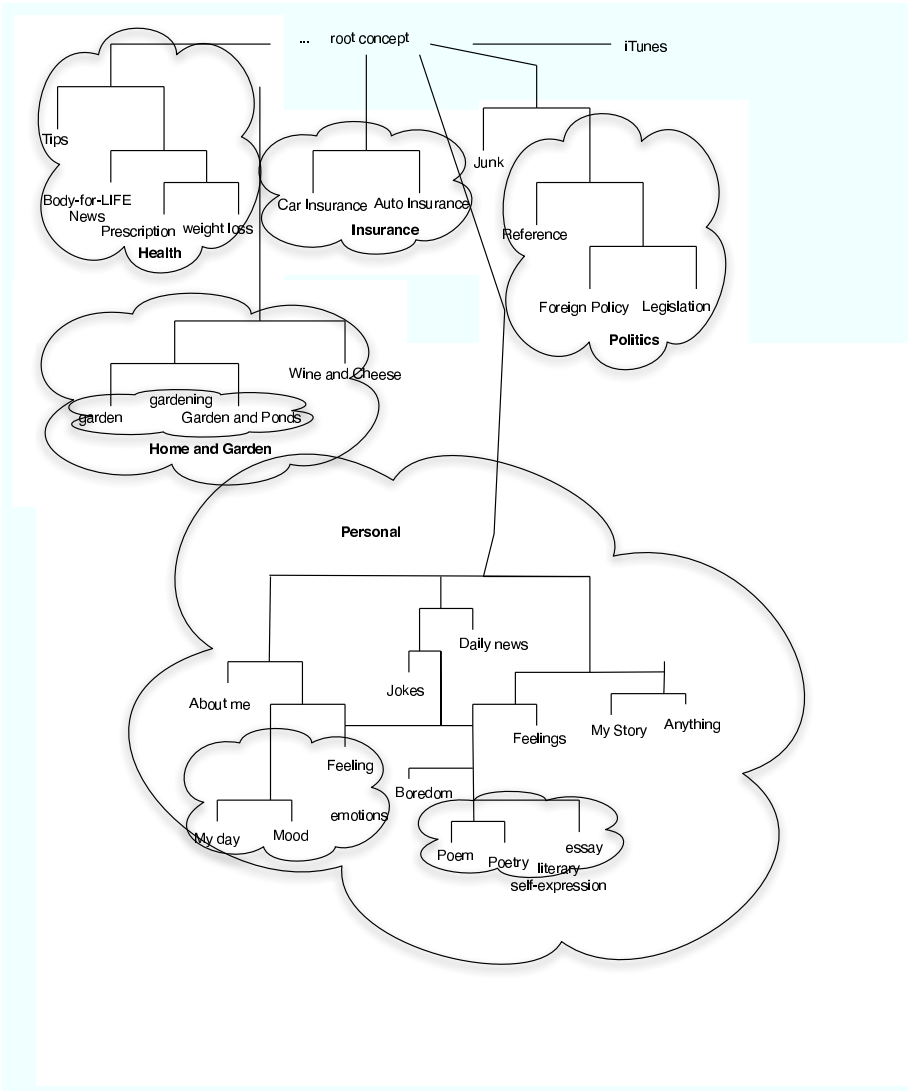 ... root concept
iTunes
Tips
Junk
Body-for-LIFE
News
Prescription
weight loss
Health
Car Insurance
Auto Insurance
Insurance
Reference
Foreign Policy
Legislation
Politics
Wine and Cheese
gardening
garden
Garden and Ponds
Home and Garden
Personal
Daily news
Jokes
About me
Feelings
My Story
Anything
Feeling
Boredom
emotions
My day
Mood
Poem
Poetry
essay
literary
self-expression